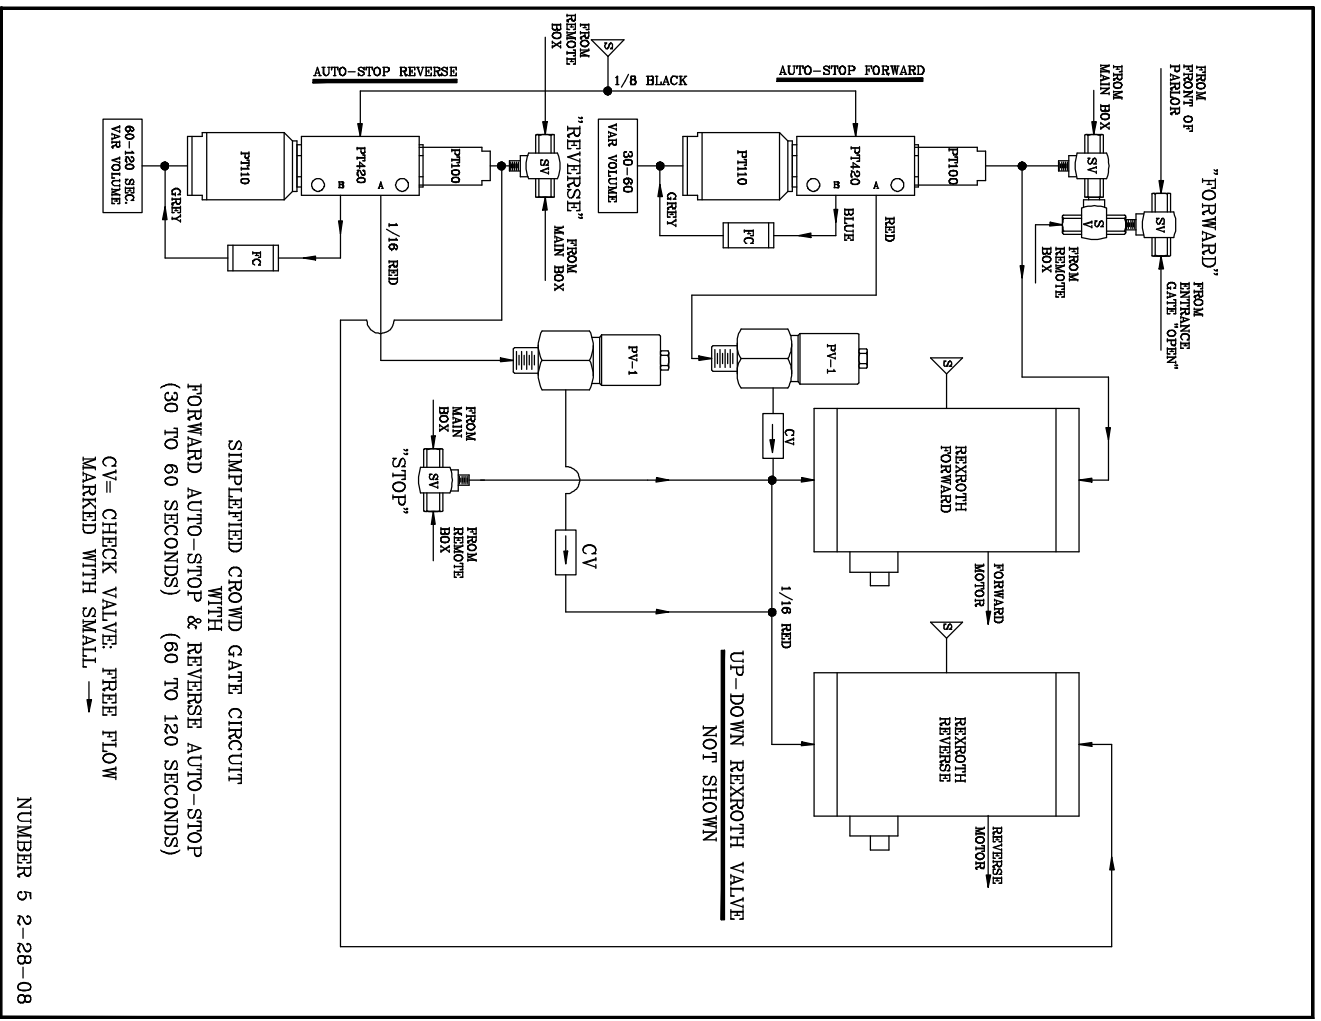 FROM
REMOTE
BOX
S
AUTO-STOP REVERSE
1/8 BLACK
AUTO-STOP FORWARD
FROM
MAIN BOX
FROM
FRONT OF
PARLOR
60-120 SEC.
VAR VOLUME
PT110
PT420
B
A
PT100
SV
"REVERSE"
30-60
VAR VOLUME
PT110
PT420
B
A
PT100
SV
SV
SV
"FORWARD"
GREY
FC
1/16 RED
FROM
MAIN BOX
GREY
FC
BLUE
RED
FROM
REMOTE
BOX
FROM
ENTRANCE
GATE "OPEN"
PV-1
PV-1
S
CV
FROM
MAIN
BOX
SV
"STOP"
FROM
REMOTE
BOX
CV
REXROTH
FORWARD
FORWARD
MOTOR
1/16 RED
S
REXROTH
REVERSE
REVERSE
MOTOR
UP-DOWN REXROTH VALVE
NOT SHOWN
SIMPLEFIED CROWD GATE CIRCUIT
WITH
FORWARD AUTO-STOP & REVERSE AUTO-STOP
(30 TO 60 SECONDS) (60 TO 120 SECONDS)
CV= CHECK VALVE: FREE FLOW
MARKED WITH SMALL →
NUMBER 5 2-28-08